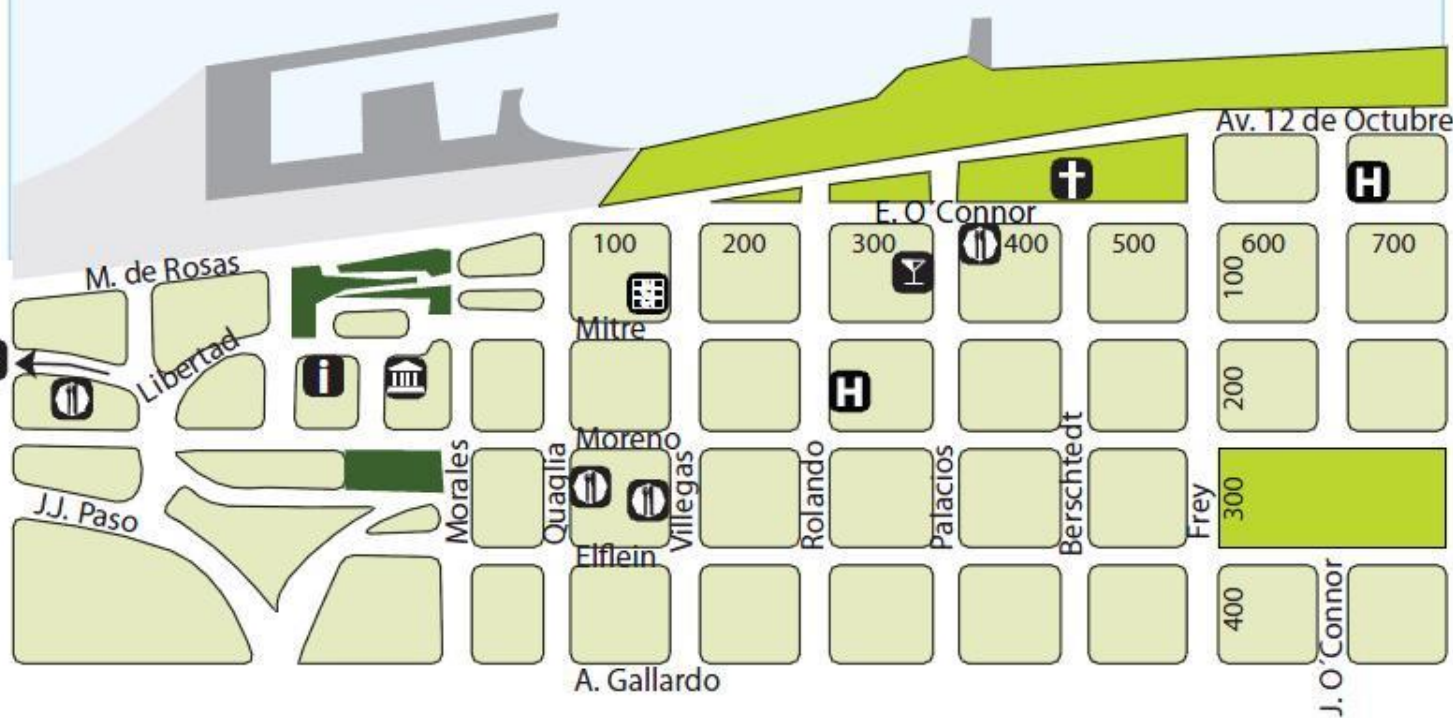 Av. 12 de Octubre
H
E. O´Connor
100 200 300 400 500 600 700
100
M. de Rosas
Mitre
Libertad
i
H
200
Moreno
Morales
Quaglia
Villegas
Rolando
Palacios
Berschtedt
Frey
300
J.J. Paso
Elflein
400
J. O´Connor
A. Gallardo